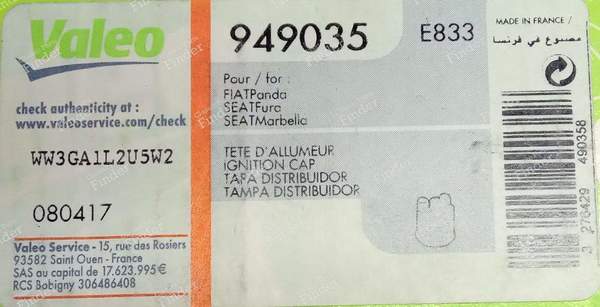 Valeo
check authenticity at :
www.valeoservice.com/check
WW3GA1L2U5W2
080417
Valeo Service - 15, rue des Rosiers
93582 Saint Ouen - France
SAS au capital de 17.623.995 €
RCS Bobigny 306486408
949035
E833
Pour / for :
FIATPanda
SEATFura
SEATMarbella
TETE D'ALLUMEUR
IGNITION CAP
TAPA DISTRIBUIDOR
TAMPA DISTRIBUIDOR
MADE IN FRANCE /
مصنوع في فرنسا
3 276429 490358